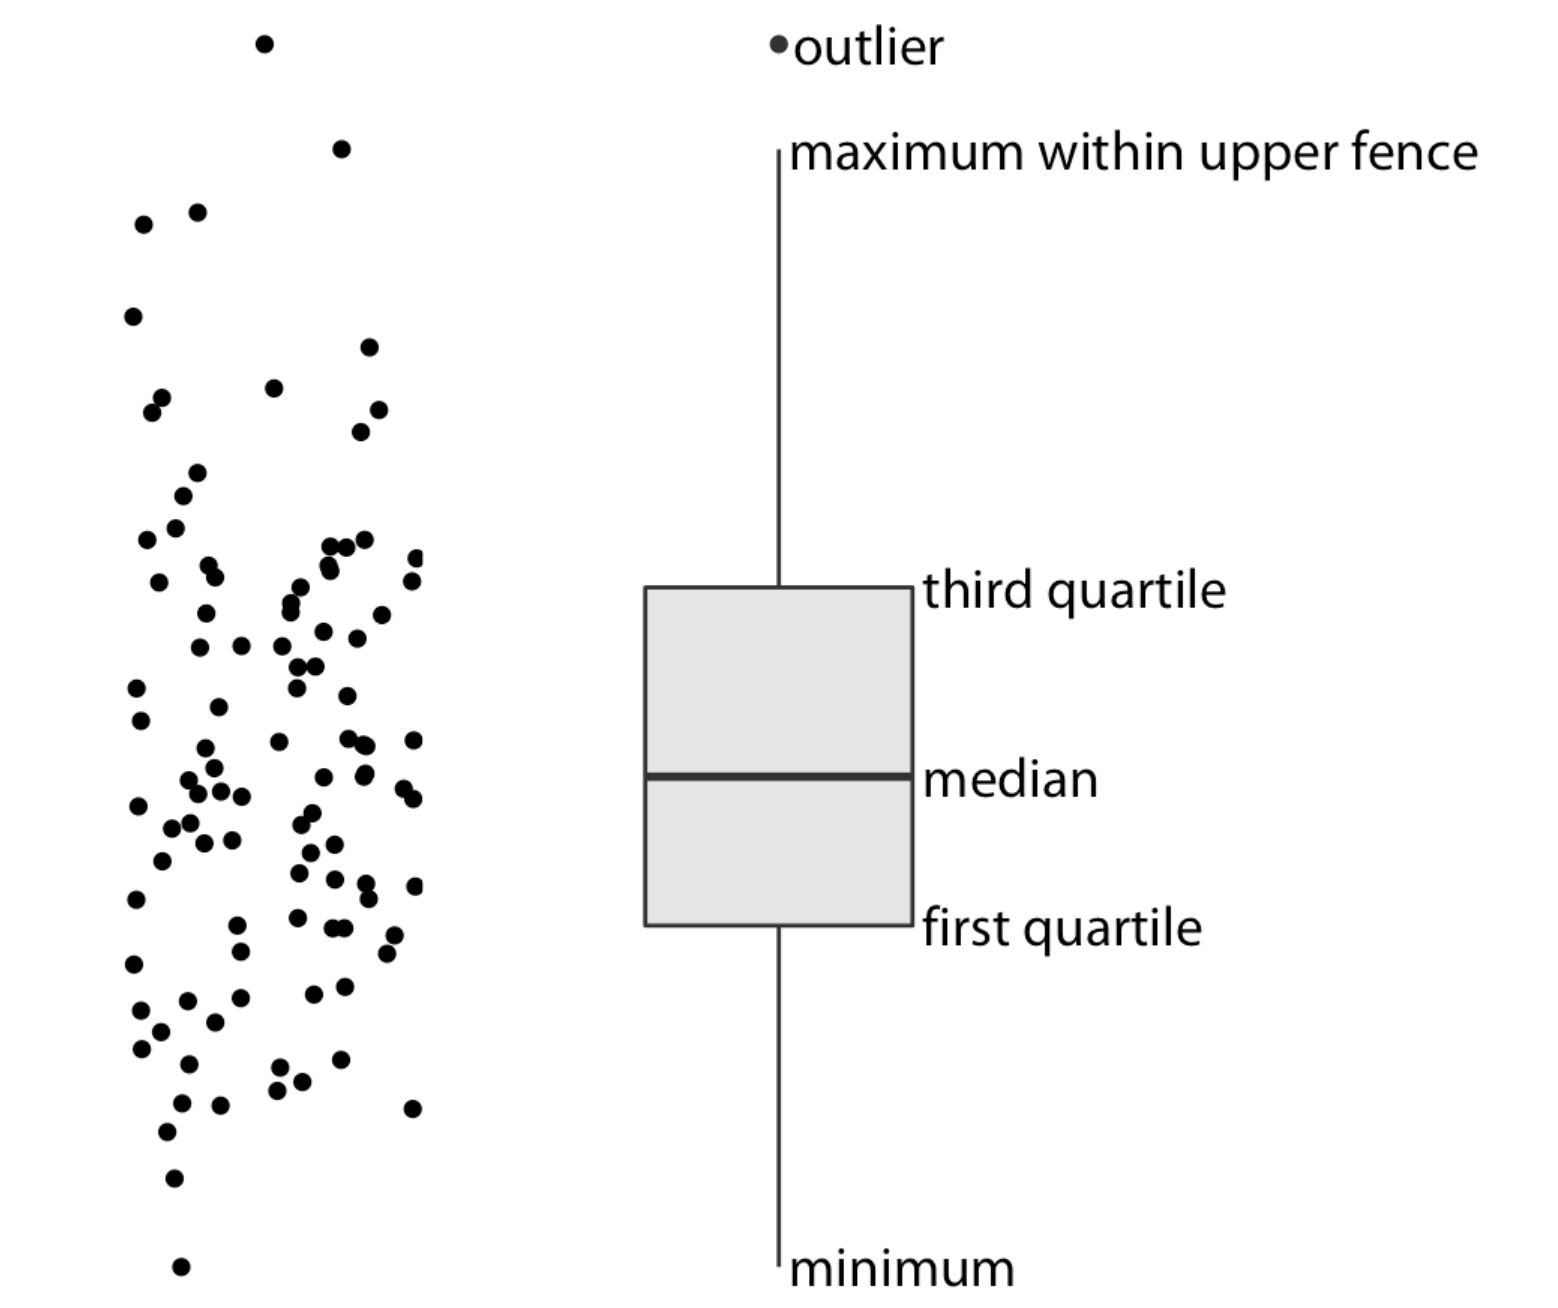 outlier
maximum within upper fence
third quartile
median
first quartile
minimum